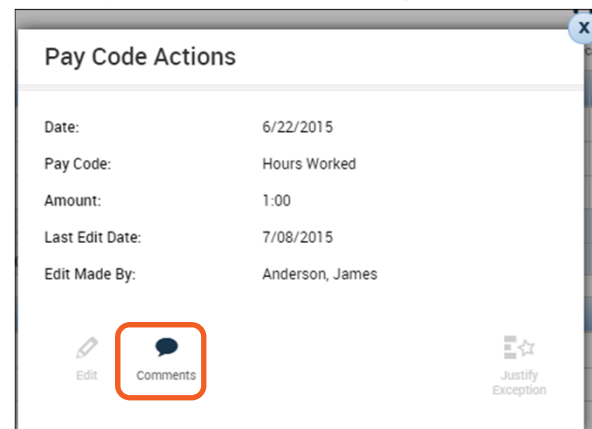 X
Pay Code Actions
Date: 6/22/2015
Pay Code: Hours Worked
Amount: 1:00
Last Edit Date: 7/08/2015
Edit Made By: Anderson, James
Edit Comments Justify
Exception